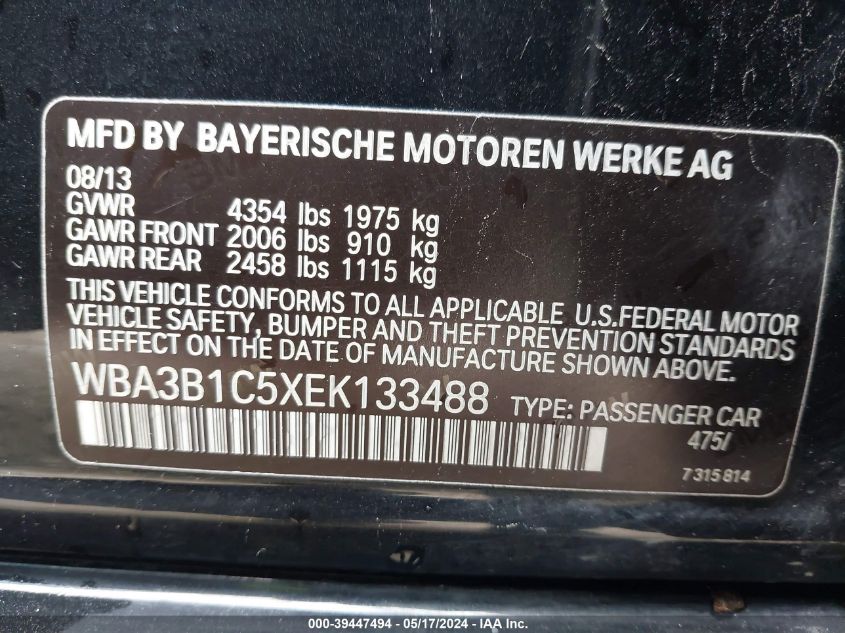 MFD BY BAYERISCHE MOTOREN WERKE AG
08/13
GVWR 4354 lbs 1975 kg
GAWR FRONT 2006 lbs 910 kg
GAWR REAR 2458 lbs 1115 kg
THIS VEHICLE CONFORMS TO ALL APPLICABLE U.S.FEDERAL MOTOR
VEHICLE SAFETY, BUMPER AND THEFT PREVENTION STANDARDS
IN EFFECT ON THE DATE OF MANUFACTURE SHOWN ABOVE.
WBA3B1C5XEK133488 TYPE: PASSENGER CAR
475/
7315814
000-39447494 - 05/17/2024 - IAA Inc.